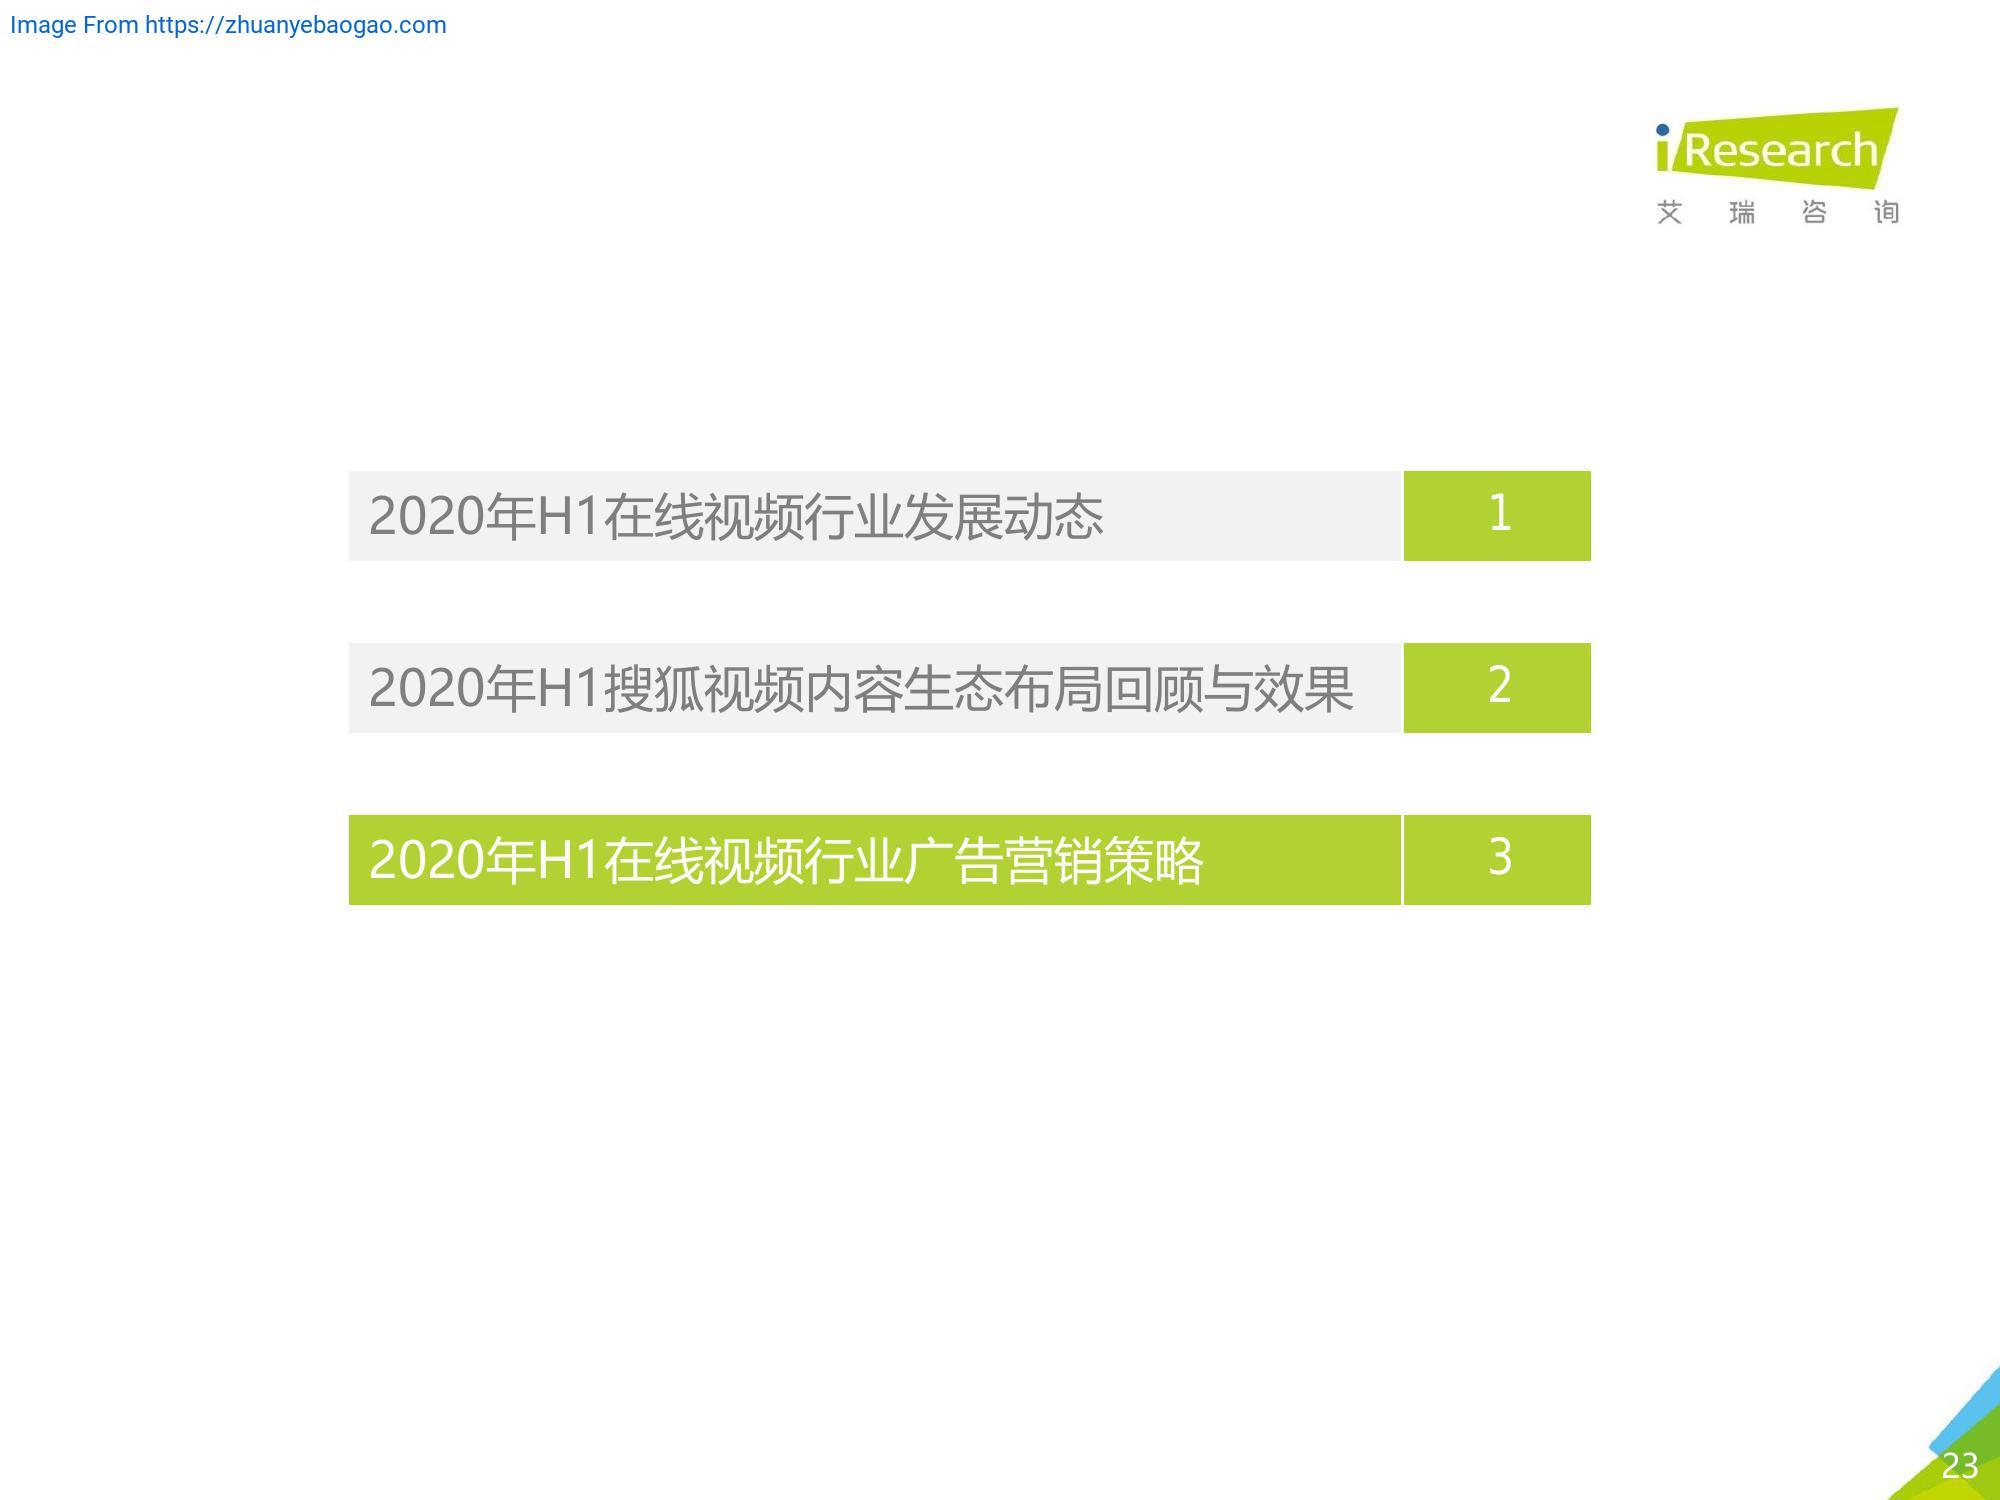 Image From https://zhuanyebaogao.com
iResearch
艾瑞咨询
2020年H1在线视频行业发展动态 1
2020年H1搜狐视频内容生态布局回顾与效果 2
2020年H1在线视频行业广告营销策略 3
23